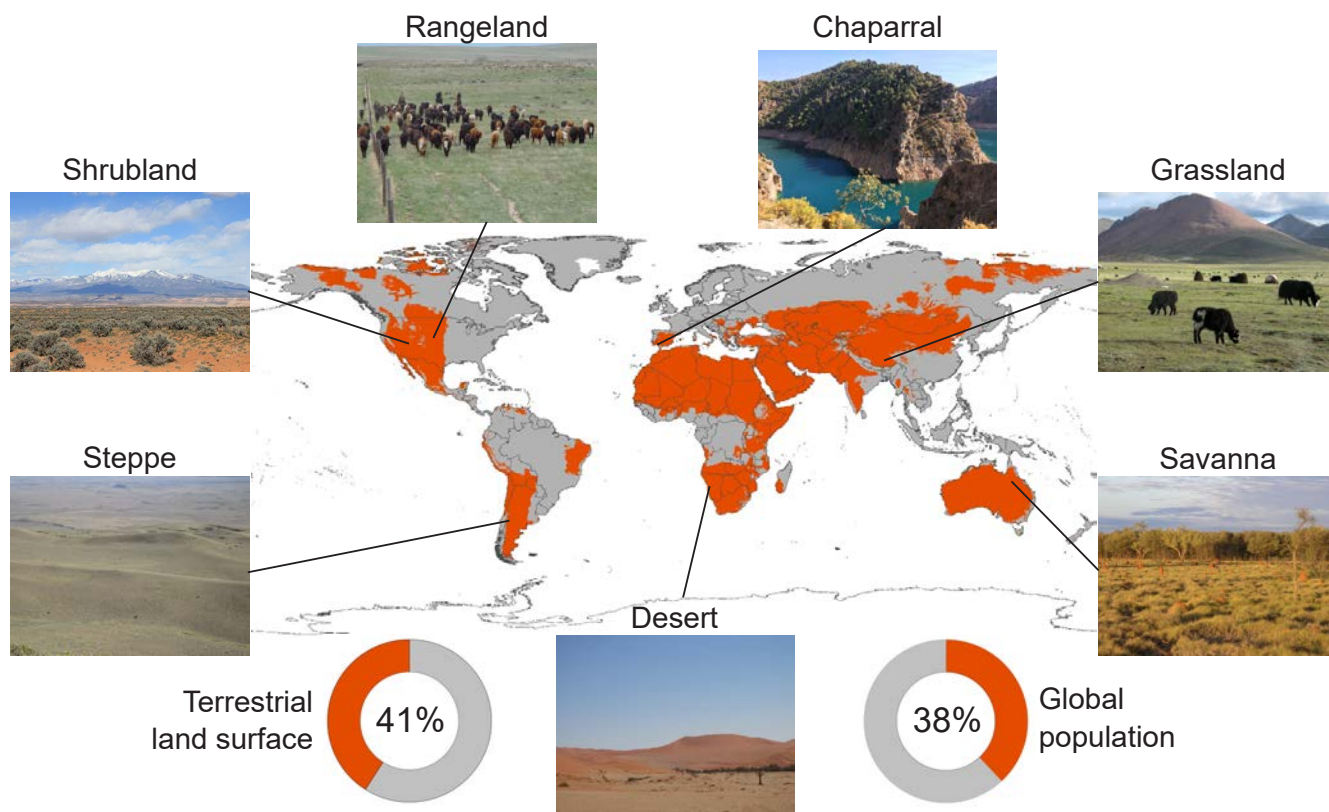 Rangeland
Chaparral
Shrubland
Grassland
Steppe
Savanna
Desert
Terrestrial
land surface
41%
38%
Global
population